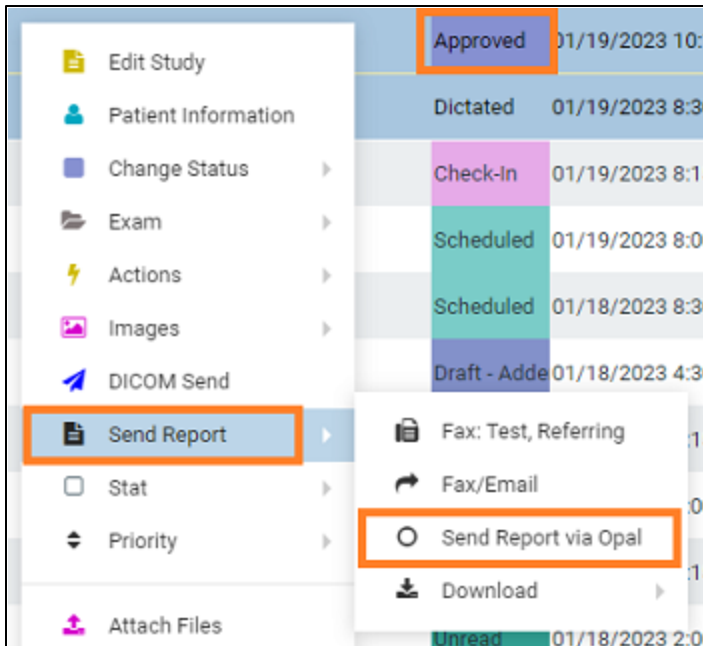 Edit Study
Patient Information
Change Status
Exam
Actions
Images
DICOM Send
Send Report
Stat
Priority
Attach Files
Fax: Test, Referring
Fax/Email
Send Report via Opal
Download
Approved 01/19/2023 10:
Dictated 01/19/2023 8:3
Check-In 01/19/2023 8:1
Scheduled 01/19/2023 8:0
Scheduled 01/18/2023 8:3
Draft - Adde 01/18/2023 4:3
:1
:0
:1
Unread 01/18/2023 2:0